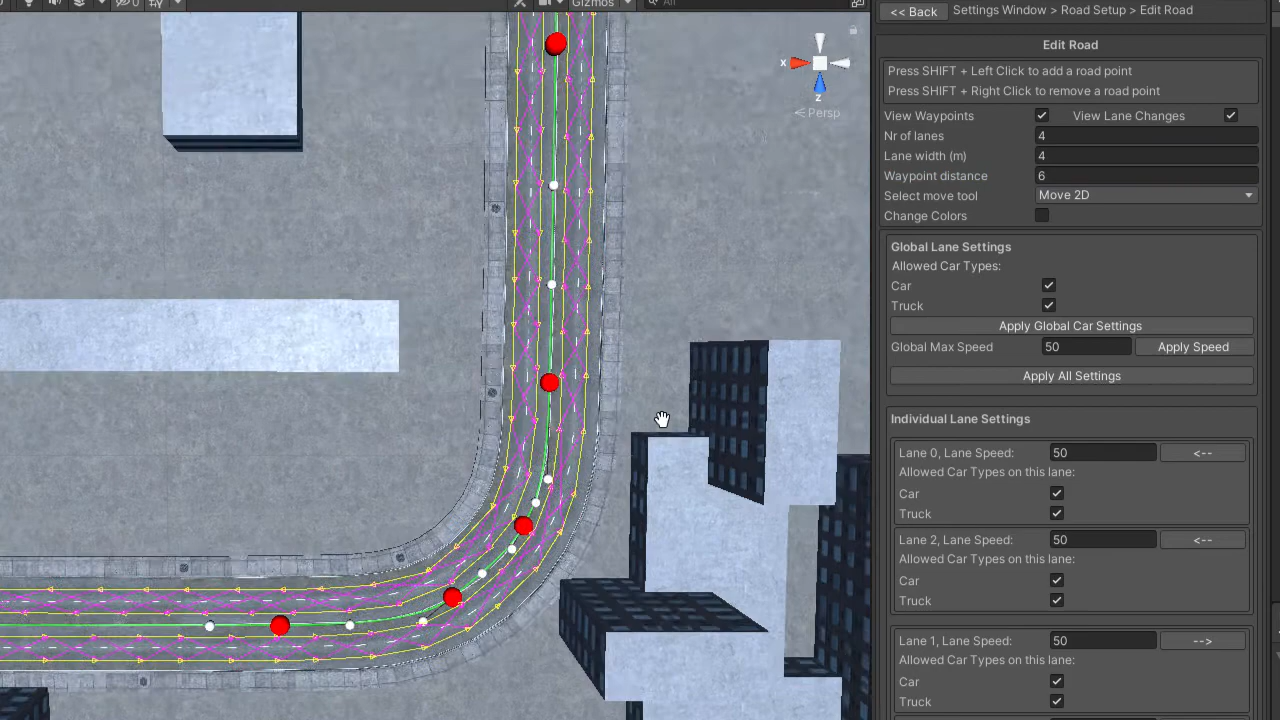 0
Gizmos
All
<< Back
Settings Window > Road Setup > Edit Road
Edit Road
Press SHIFT + Left Click to add a road point
Press SHIFT + Right Click to remove a road point
View Waypoints
View Lane Changes
Nr of lanes 4
Lane width (m) 4
Waypoint distance 6
Select move tool Move 2D
Change Colors
Global Lane Settings
Allowed Car Types:
Car
Truck
Apply Global Car Settings
Global Max Speed 50 Apply Speed
Apply All Settings
Individual Lane Settings
Lane 0, Lane Speed: 50 <--
Allowed Car Types on this lane:
Car
Truck
Lane 2, Lane Speed: 50 <--
Allowed Car Types on this lane:
Car
Truck
Lane 1, Lane Speed: 50 -->
Allowed Car Types on this lane:
Car
Truck
x
z
< Persp